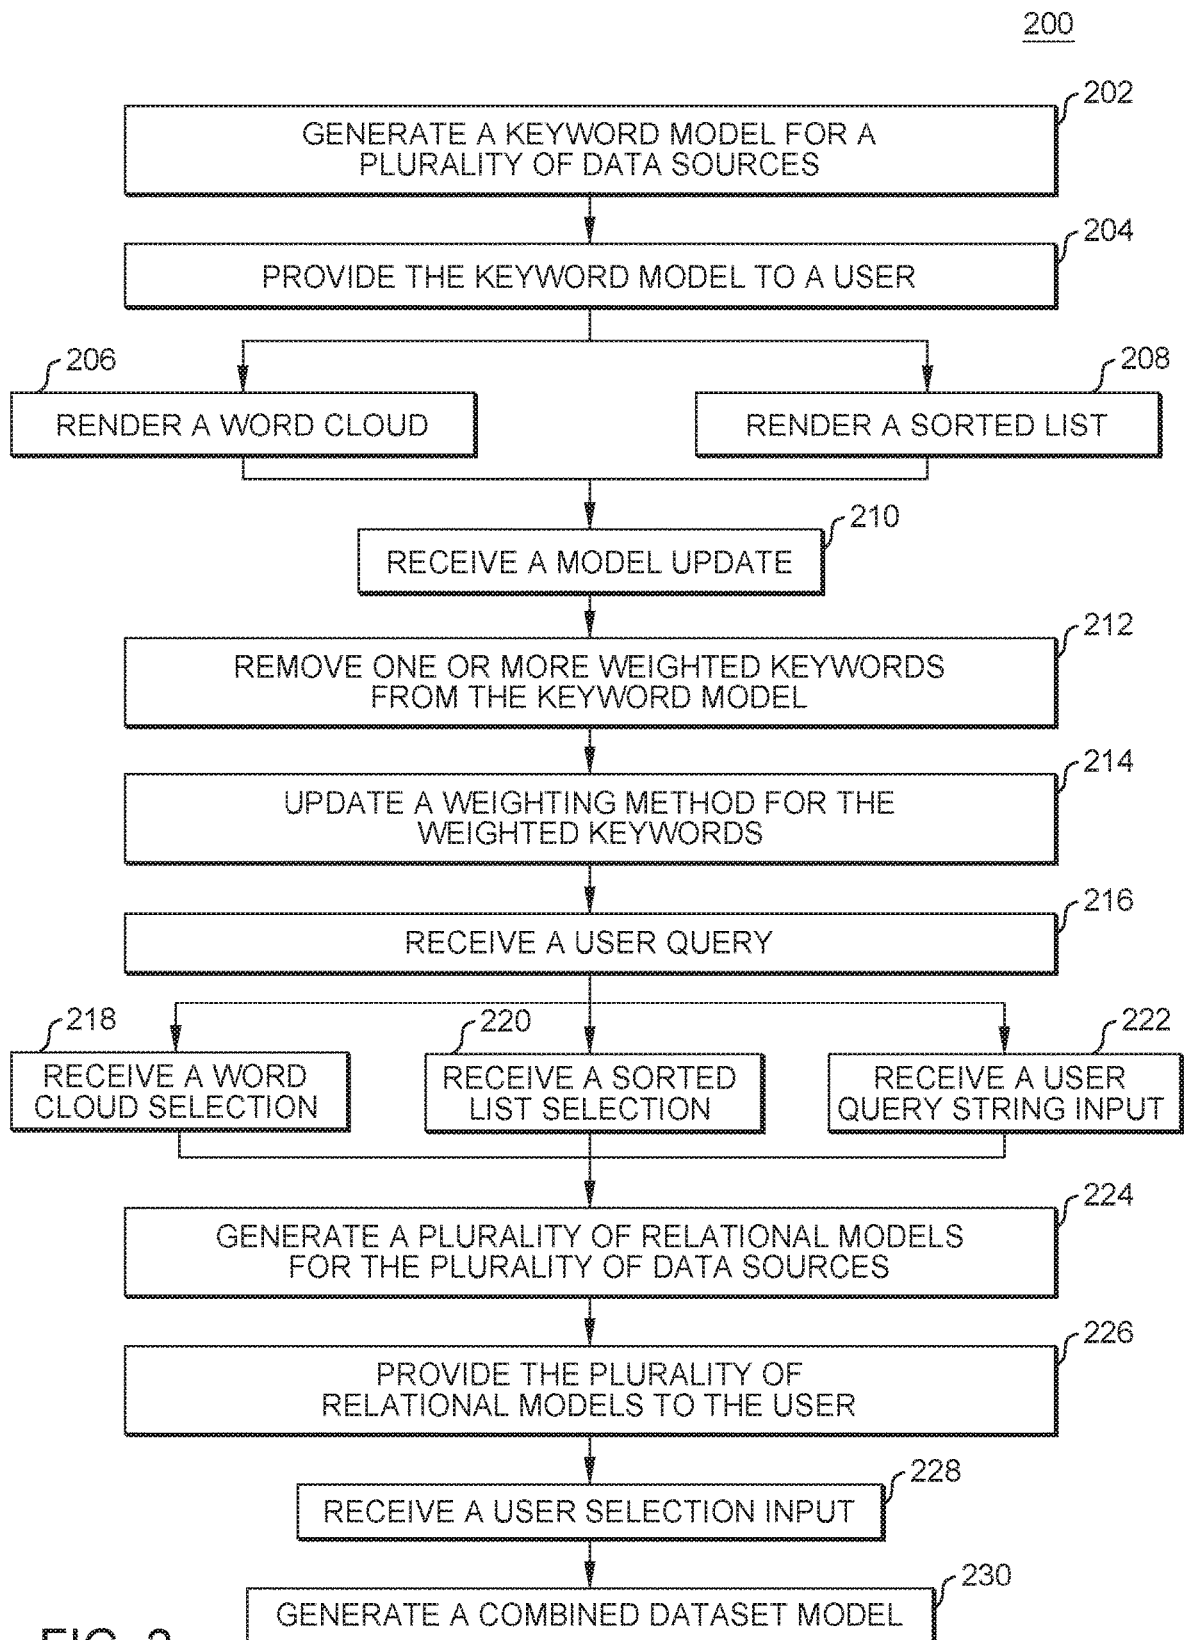 200
202
GENERATE A KEYWORD MODEL FOR A
PLURALITY OF DATA SOURCES
204
PROVIDE THE KEYWORD MODEL TO A USER
206
208
RENDER A WORD CLOUD
RENDER A SORTED LIST
210
RECEIVE A MODEL UPDATE
212
REMOVE ONE OR MORE WEIGHTED KEYWORDS
FROM THE KEYWORD MODEL
214
UPDATE A WEIGHTING METHOD FOR THE
WEIGHTED KEYWORDS
216
RECEIVE A USER QUERY
218
220
222
RECEIVE A WORD
CLOUD SELECTION
RECEIVE A SORTED
LIST SELECTION
RECEIVE A USER
QUERY STRING INPUT
224
GENERATE A PLURALITY OF RELATIONAL MODELS
FOR THE PLURALITY OF DATA SOURCES
226
PROVIDE THE PLURALITY OF
RELATIONAL MODELS TO THE USER
228
RECEIVE A USER SELECTION INPUT
230
GENERATE A COMBINED DATASET MODEL
FIG.